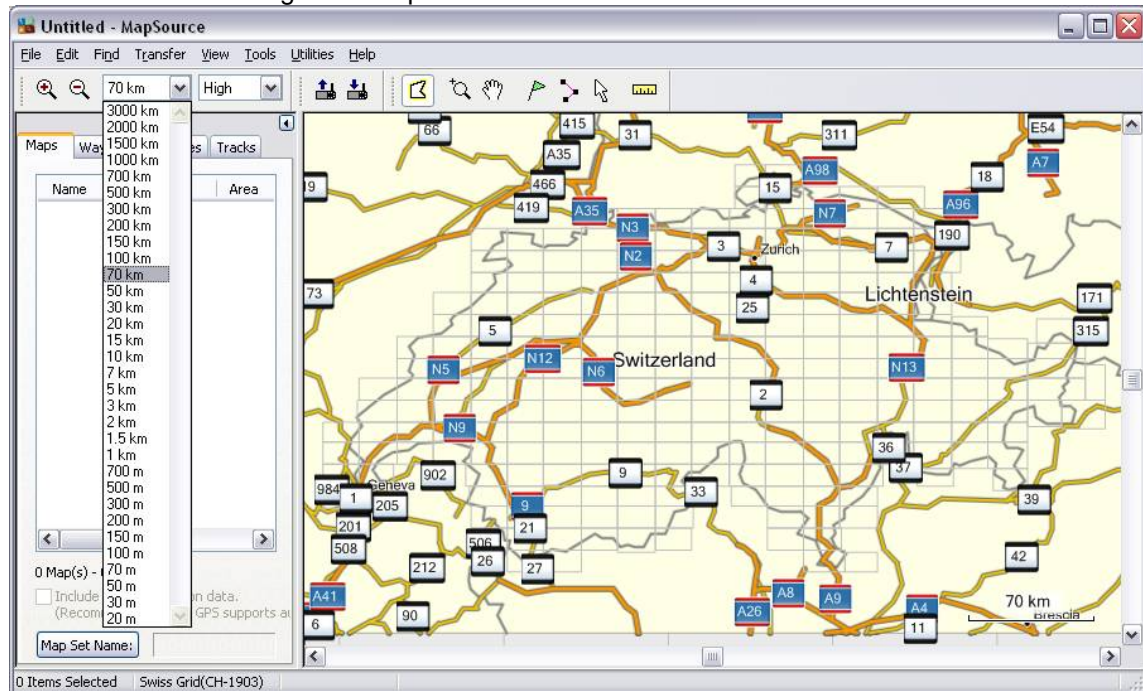 Untitled - MapSource
File Edit Find Transfer View Tools Utilities Help
70 km High
3000 km
2000 km
1500 km
1000 km
700 km
500 km
300 km
200 km
150 km
100 km
70 km
50 km
30 km
20 km
15 km
10 km
7 km
5 km
3 km
2 km
1.5 km
1 km
700 m
500 m
300 m
200 m
150 m
100 m
70 m
50 m
30 m
20 m
Maps Tracks
Name Area
0 Map(s) -
Include on data.
GPS supports
Map Set Name:
66 415 31 311 E54
A35 A98 A7
466 15 18
19 419 A35 N7 A96
N3 190
N2 3 Zurich 7
4
73 25 Lichtenstein 171
5 315
N5 N12 N6 Switzerland N13
2
N9
36
902 9 37
984 1 Geneva 205 33 39
9
201 21
508 506 42
212 26 27
A41 A8 A9 70 km
90 A26 A4 Brescia
6 11
0 Items Selected Swiss Grid(CH-1903)